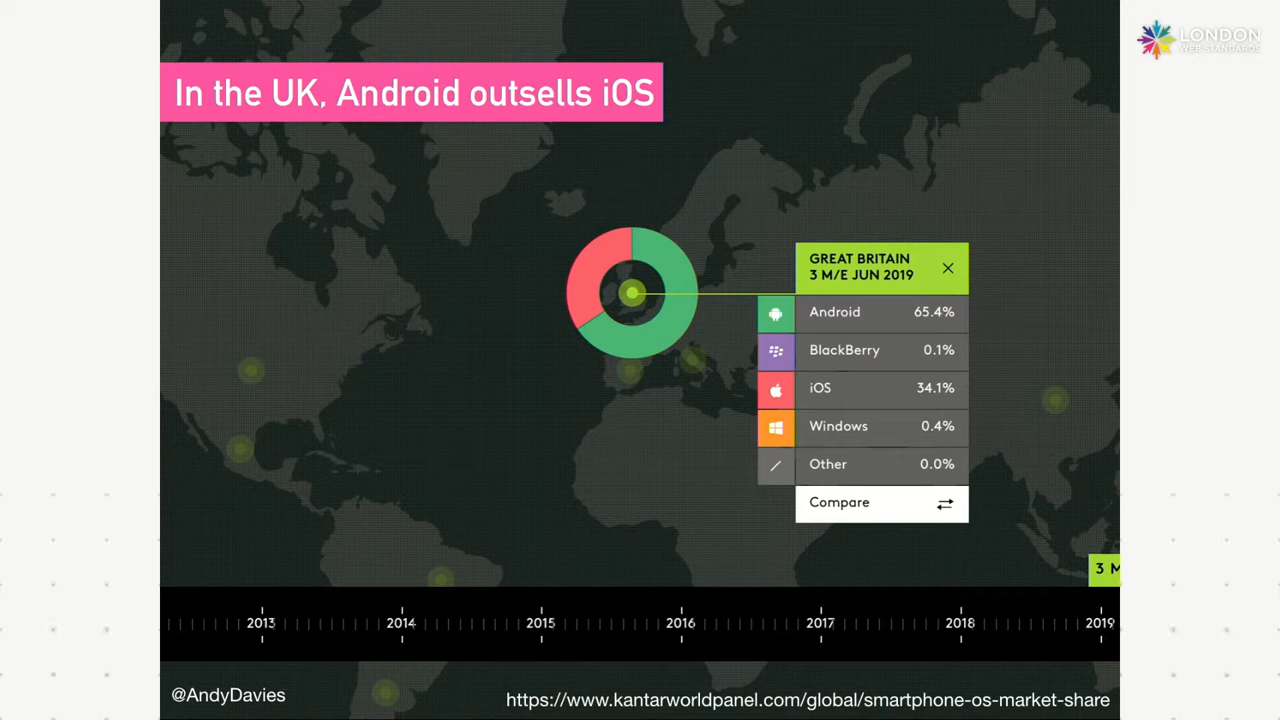 LONDON
WEB STANDARDS
In the UK, Android outsells iOS
GREAT BRITAIN
3 M/E JUN 2019
Android 65.4%
BlackBerry 0.1%
iOS 34.1%
Windows 0.4%
Other 0.0%
Compare
3 M
2013 2014 2015 2016 2017 2018 2019
@AndyDavies
https://www.kantarworldpanel.com/global/smartphone-os-market-share